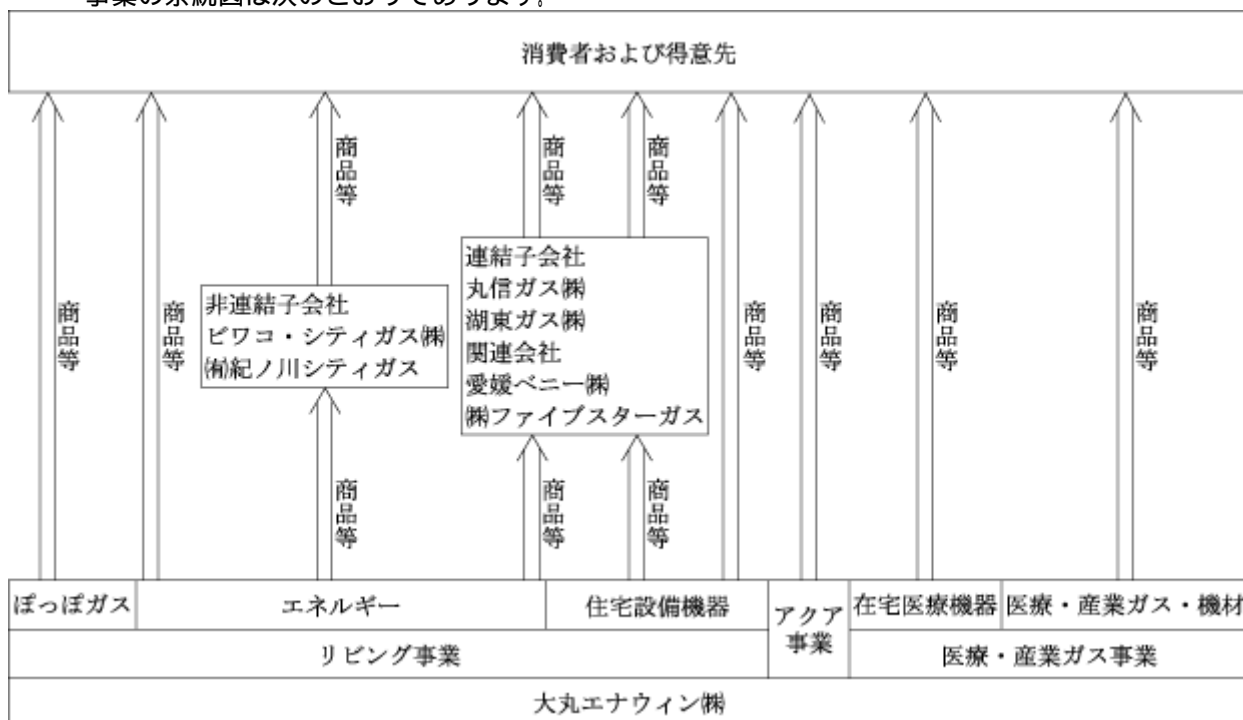 事業の系統図は次のとおりであります。
消費者および得意先
商品等
商品等
商品等
商品等
商品等
商品等
商品等
商品等
商品等
非連結子会社
ビワコ・シティガス㈱
㈲紀ノ川シティガス
連結子会社
丸信ガス㈱
湖東ガス㈱
関連会社
愛媛ベニー㈱
㈱ファイブスターガス
商品等
商品等
商品等
ぽっぽガス
エネルギー
住宅設備機器
アクア
事業
在宅医療機器
医療・産業ガス・機材
リビング事業
医療・産業ガス事業
大丸エナウィン㈱